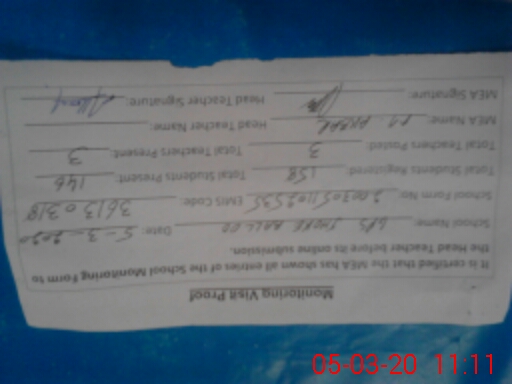 Monitoring Visit Proof
It is certified that the MEA has shown all entries of the School Monitoring Form to
the Head Teacher before its online submission.
School Name: GPS Date: 5-3-2020
School Form No: EMIS Code:
Total Students Registered: 158 Total Students Present: 146
Total Teachers Posted: 3 Total Teachers Present: 3
MEA Name: Head Teacher Name:
MEA Signature: Head Teacher Signature:
05-03-20 11:11